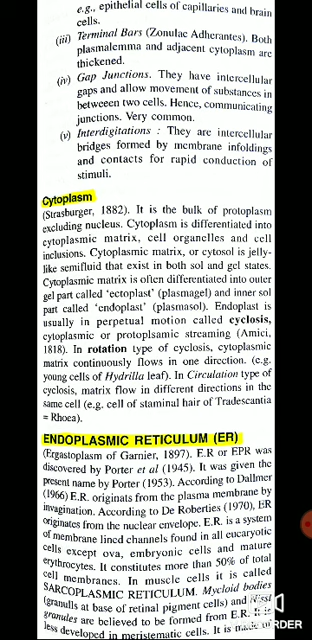 e.g., epithelial cells of capillaries and brain
cells.
(iii) Terminal Bars (Zonulae Adherantes). Both
plasmalemma and adjacent cytoplasm are
thickened.
(iv) Gap Junctions. They have intercellular
gaps and allow movement of substances in
betweeen two cells. Hence, communicating
junctions. Very common.
(v) Interdigitations : They are intercellular
bridges formed by membrane infoldings
and contacts for rapid conduction of
stimuli.
Cytoplasm
(Strasburger, 1882). It is the bulk of protoplasm
excluding nucleus. Cytoplasm is differentiated into
cytoplasmic matrix, cell organelles and cell
inclusions. Cytoplasmic matrix, or cytosol is jelly-
like semifluid that exist in both sol and gel states.
Cytoplasmic matrix is often differentiated into outer
gel part called 'ectoplast' (plasmagel) and inner sol
part called 'endoplast' (plasmasol). Endoplast is
usually in perpetual motion called cyclosis,
cytoplasmic or protoplsamic streaming (Amici,
1818). In rotation type of cyclosis, cytoplasmic
matrix continuously flows in one direction. (e.g.
young cells of Hydrilla leaf). In Circulation type of
cyclosis, matrix flow in different directions in the
same cell (e.g. cell of staminal hair of Tradescantia
= Rhoea).
ENDOPLASMIC RETICULUM (ER)
(Ergastoplasm of Garnier, 1897). E.R or EPR was
discovered by Porter et al (1945). It was given the
present name by Porter (1953). According to Dallmer
(1966) E.R. originates from the plasma membrane by
invagination. According to De Roberties (1970), ER
originates from the nuclear envelope. E.R. is a system
of membrane lined channels found in all eucaryotic
cells except ova, embryonic cells and mature
erythrocytes. It constitutes more than 50% of total
cell membranes. In muscle cells it is called
SARCOPLASMIC RETICULUM. Mycloid bodies
(granulls at base of retinal pigment cells) and Nissl
granules are believed to be formed from E.R. It is
less developed in meristematic cells. It is made